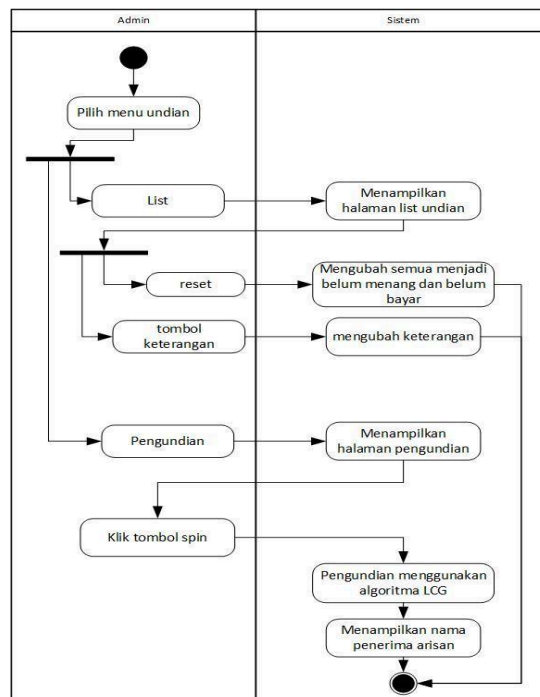 Admin
Sistem
Pilih menu undian
List
Menampilkan
halaman list undian
reset
Mengubah semua menjadi
belum menang dan belum
bayar
tombol
keterangan
mengubah keterangan
Pengundian
Menampilkan
halaman pengundian
Klik tombol spin
Pengundian menggunakan
algoritma LCG
Menampilkan nama
penerima arisan